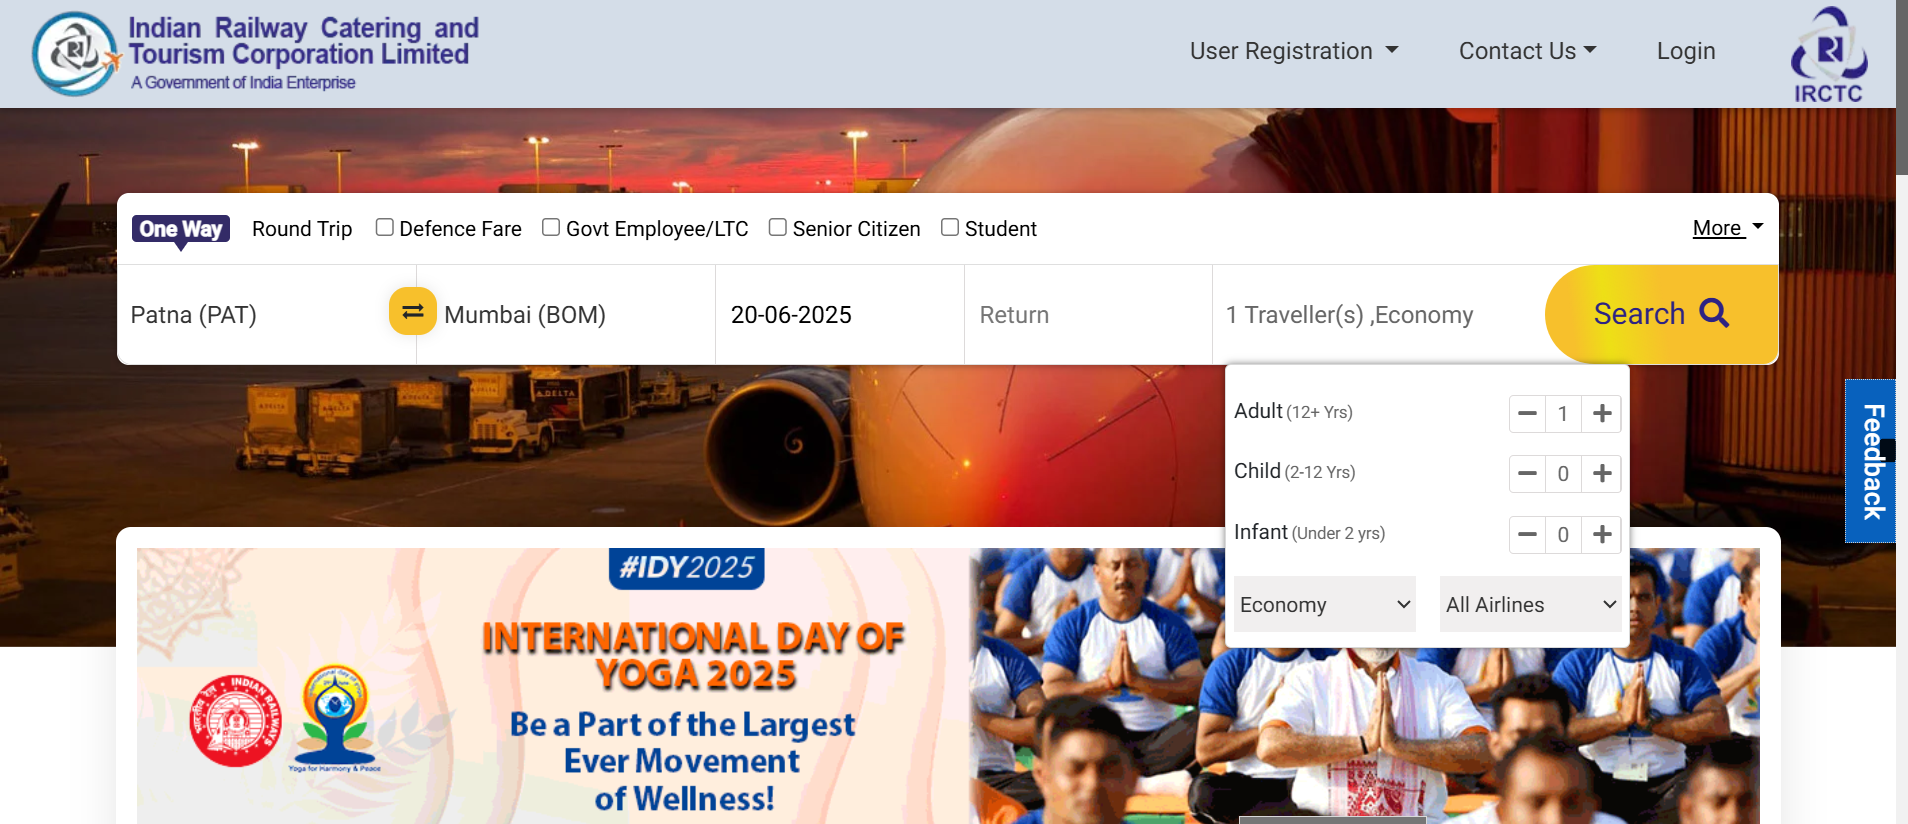 Indian Railway Catering and
Tourism Corporation Limited
A Government of India Enterprise
User Registration
Contact Us
Login
IRCTC
One Way
Round Trip
Defence Fare
Govt Employee/LTC
Senior Citizen
Student
More
Patna (PAT)
Mumbai (BOM)
20-06-2025
Return
1 Traveller(s) ,Economy
Search
Adult (12+ Yrs)
1
Child (2-12 Yrs)
0
Infant (Under 2 yrs)
0
Economy
All Airlines
Feedback
DELTA
#IDY2025
INTERNATIONAL DAY OF
YOGA 2025
Be a Part of the Largest
Ever Movement
of Wellness!
INDIAN RAILWAYS
भारतीय रेल
Yoga for Harmony & Peace